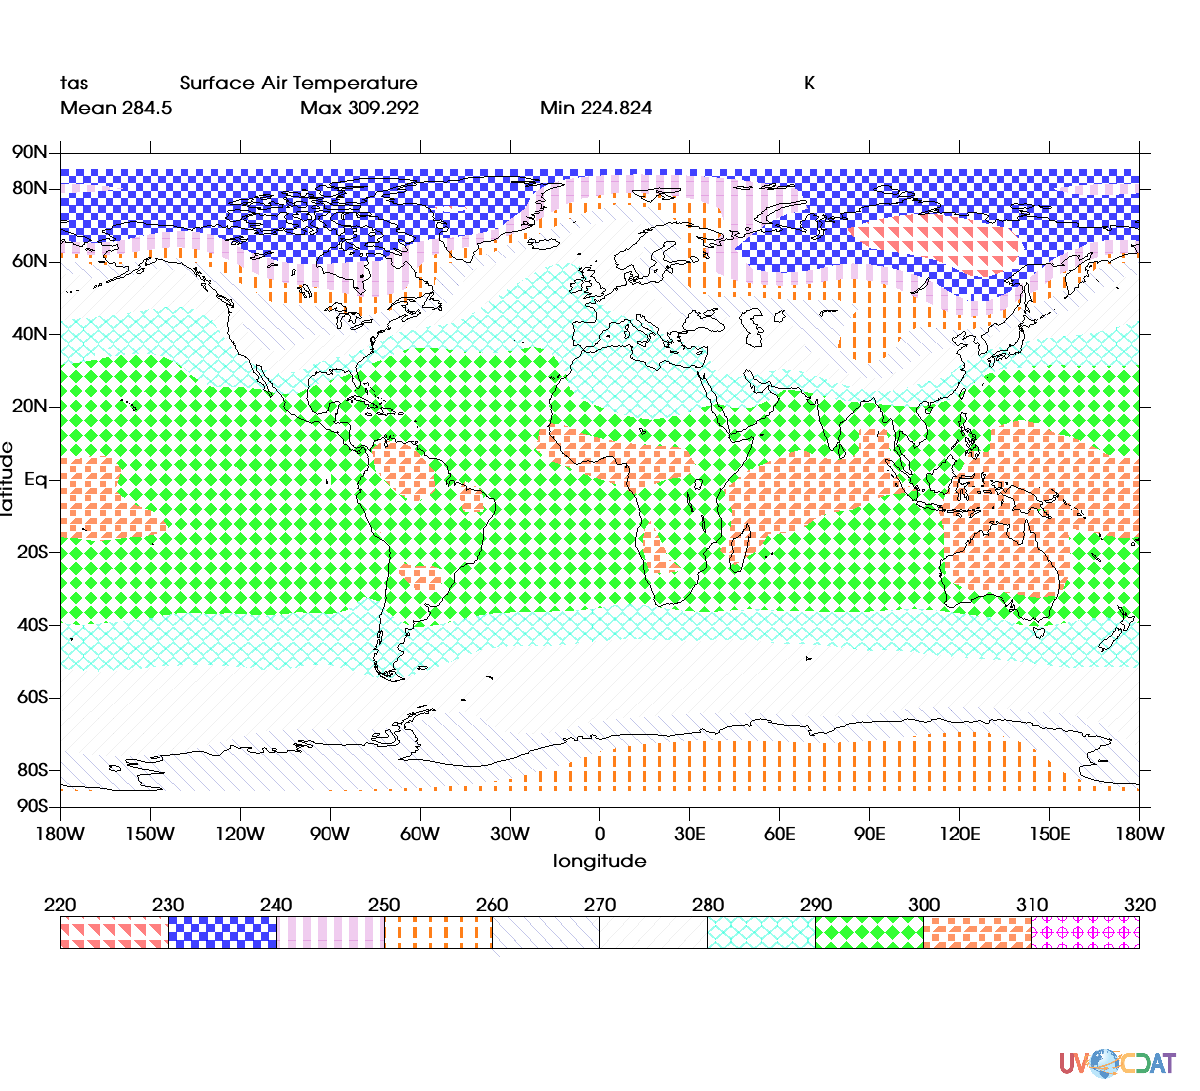 tas Surface Air Temperature K
Mean 284.5 Max 309.292 Min 224.824
90N
80N
60N
40N
20N
Eq
20S
40S
60S
80S
90S
latitude
180W 150W 120W 90W 60W 30W 0 30E 60E 90E 120E 150E 180W
longitude
220 230 240 250 260 270 280 290 300 310 320
UV CDAT